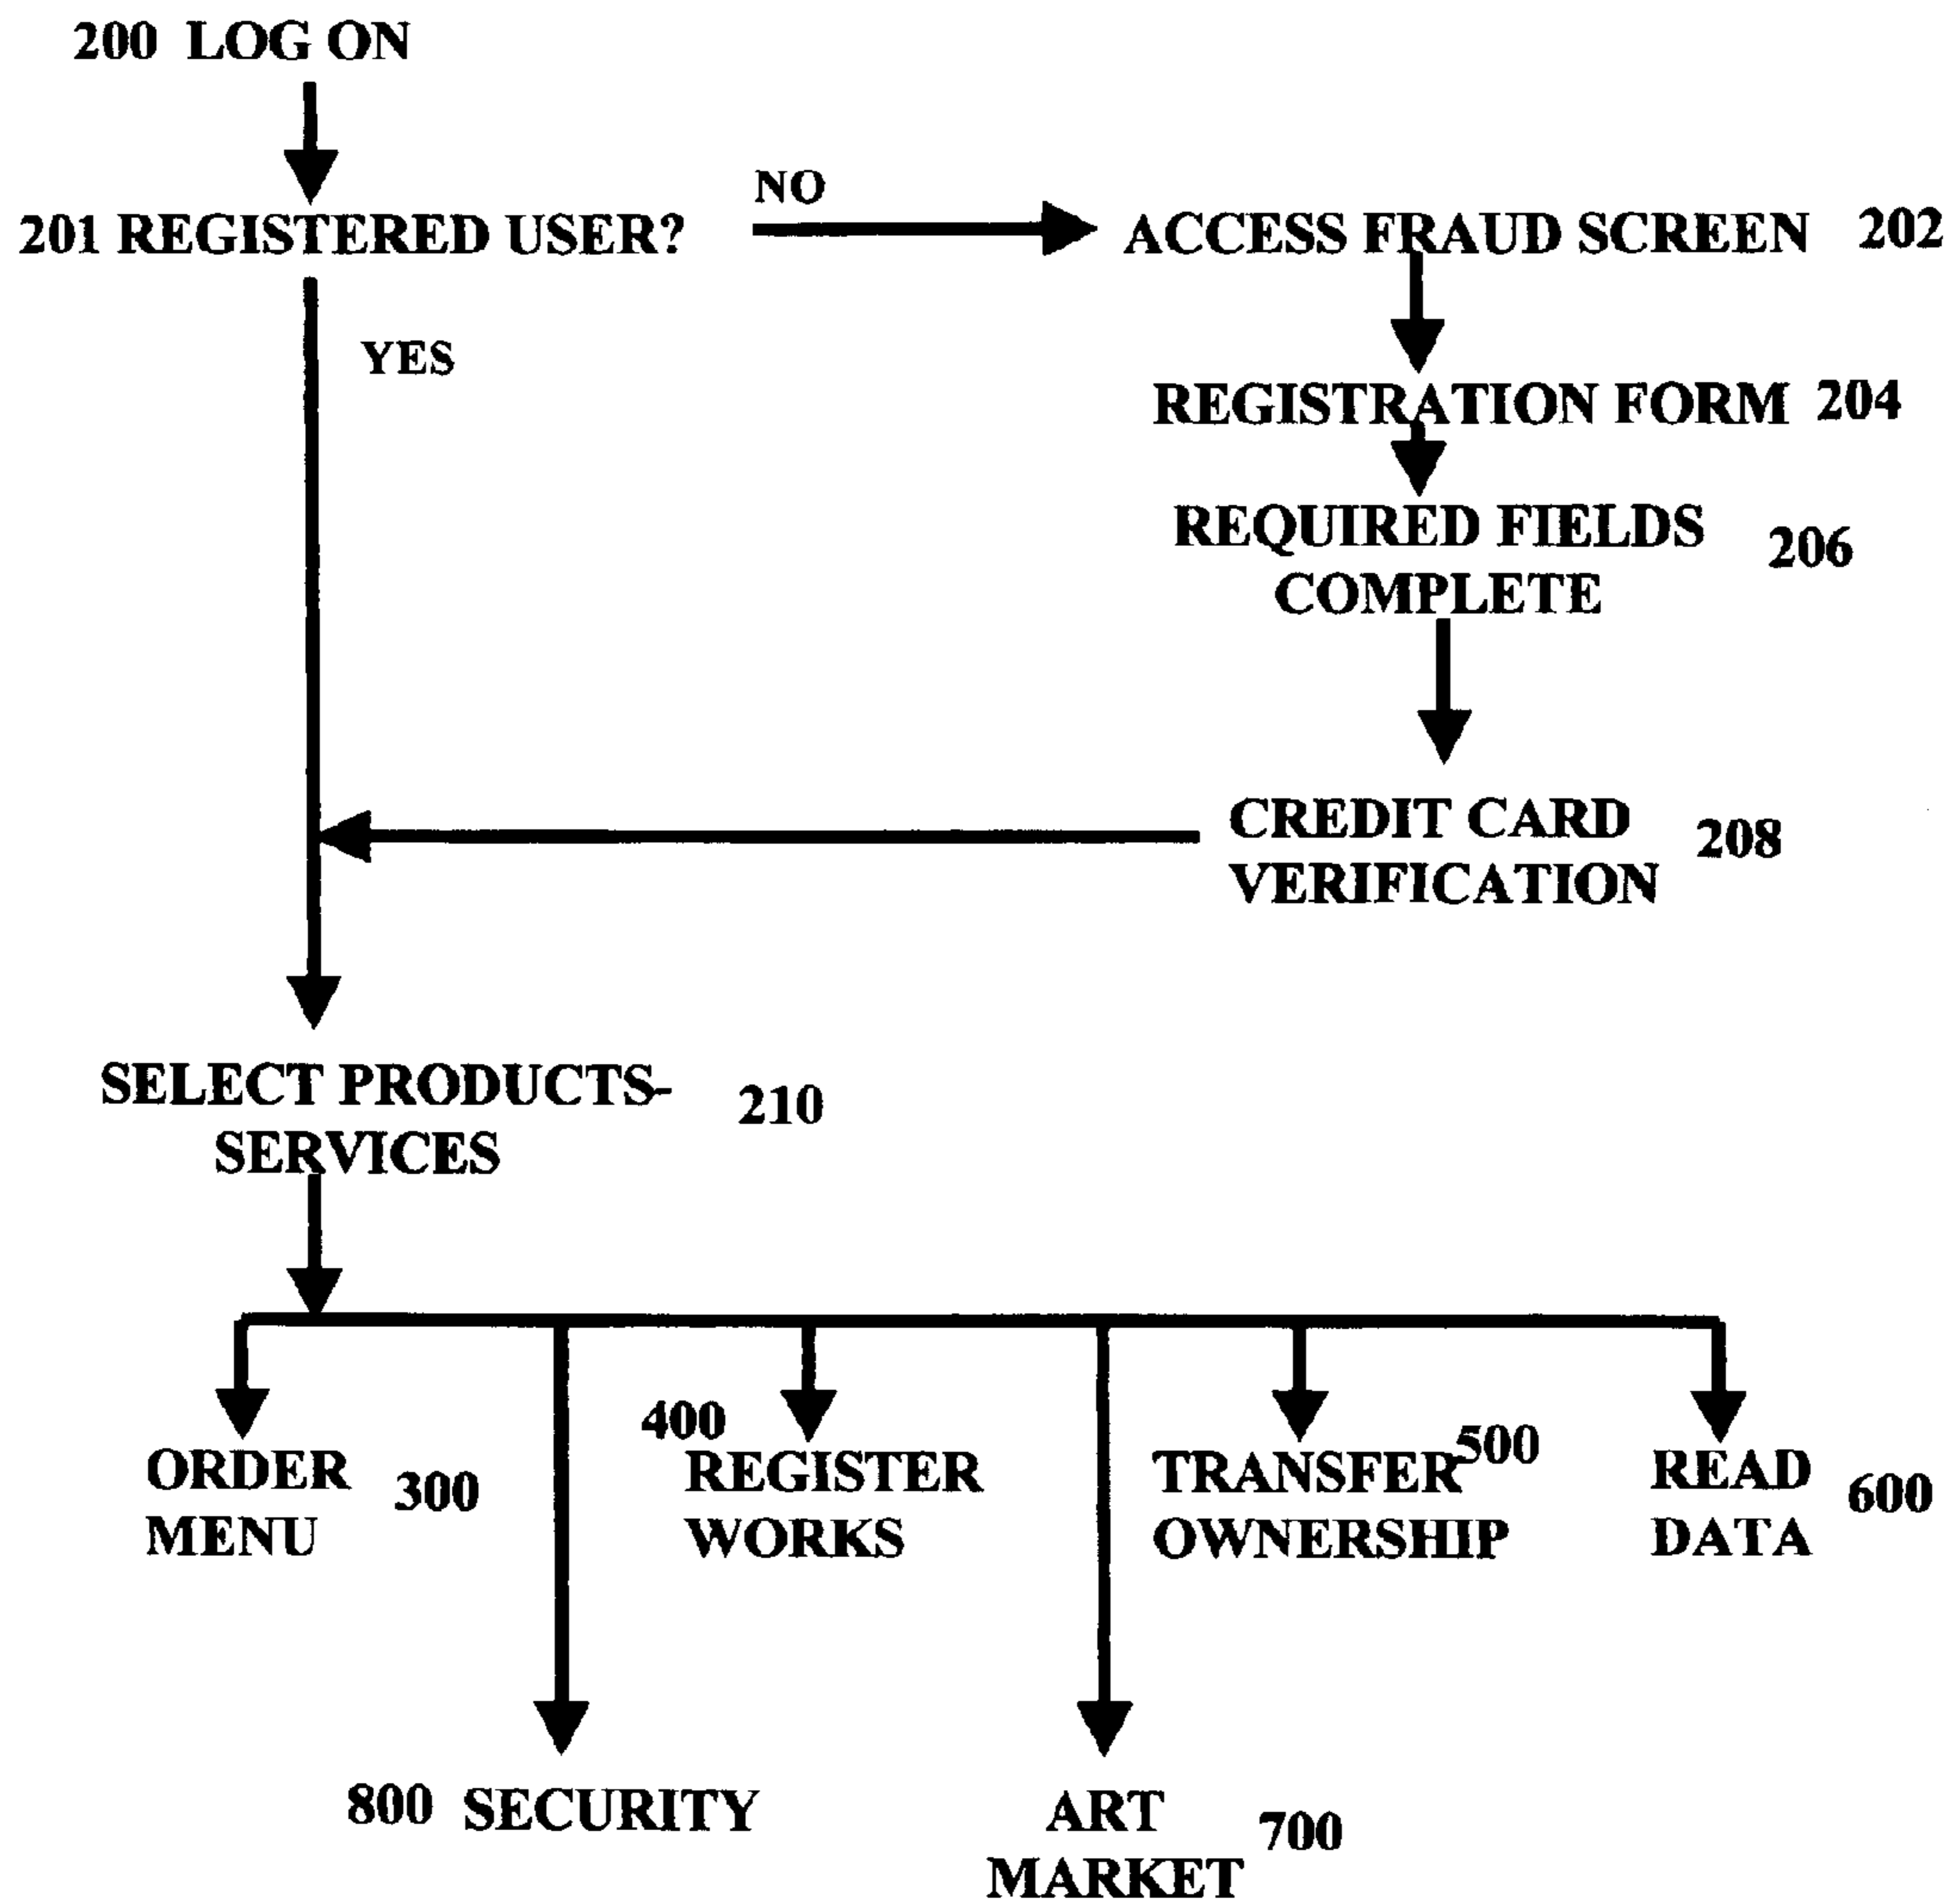 200 LOG ON
NO
201 REGISTERED USER?
ACCESS FRAUD SCREEN 202
YES
REGISTRATION FORM 204
REQUIRED FIELDS
COMPLETE
206
CREDIT CARD
VERIFICATION
208
SELECT PRODUCTS-
SERVICES
210
ORDER
MENU
300
400
REGISTER
WORKS
TRANSFER
OWNERSHIP
500
READ
DATA
600
800 SECURITY
ART
MARKET
700